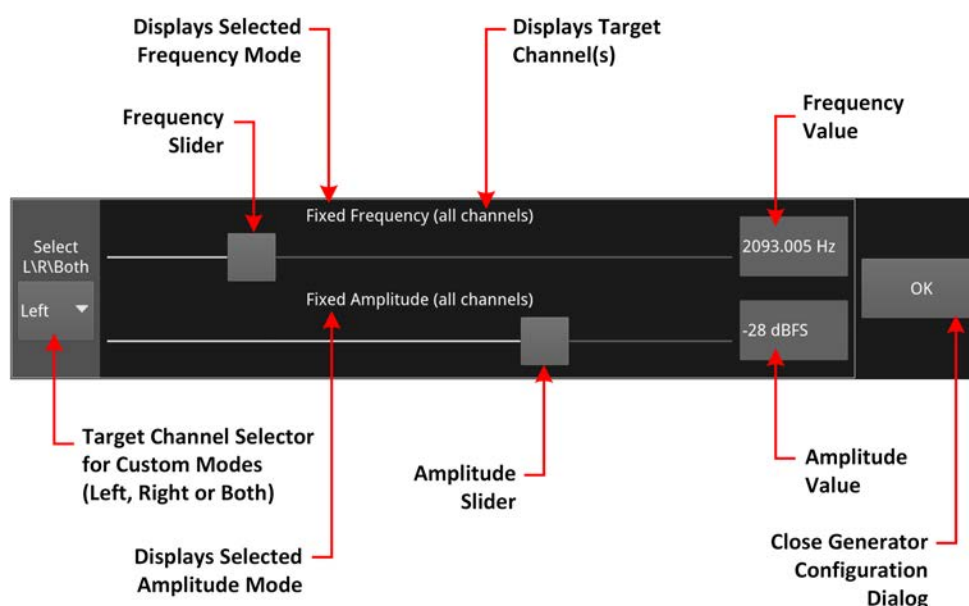 Displays Selected
Frequency Mode
Displays Target
Channel(s)
Frequency
Slider
Frequency
Value
Fixed Frequency (all channels)
Select
L\R\Both
2093.005 Hz
Left
OK
Fixed Amplitude (all channels)
-28 dBFS
Target Channel Selector
for Custom Modes
(Left, Right or Both)
Amplitude
Slider
Amplitude
Value
Displays Selected
Amplitude Mode
Close Generator
Configuration
Dialog